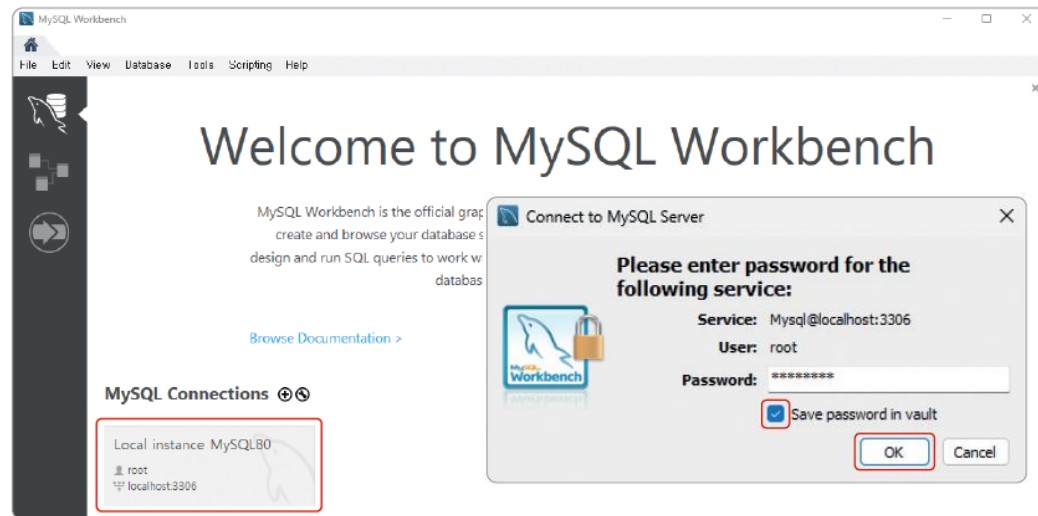 MySQL Workbench
File Edit View Database Tools Scripting Help
Welcome to MySQL Workbench
MySQL Workbench is the official grap
create and browse your database s
design and run SQL queries to work w
databas
Browse Documentation >
MySQL Connections
Local instance MySQL80
root
localhost:3306
Connect to MySQL Server
Please enter password for the
following service:
Service: Mysql@localhost:3306
User: root
Password: ********
Save password in vault
OK Cancel
MySQL
Workbench